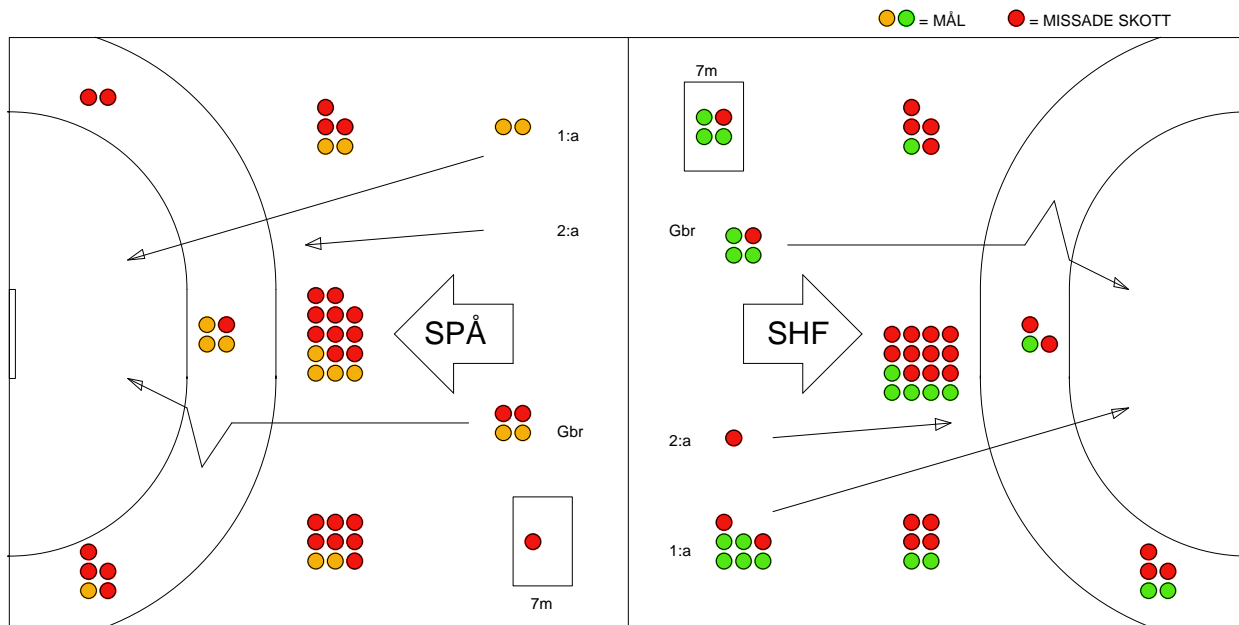 = MÅL
= MISSADE SKOTT
7m
1:a
2:a
Gbr
SPÅ
SHF
Gbr
2:a
1:a
7m